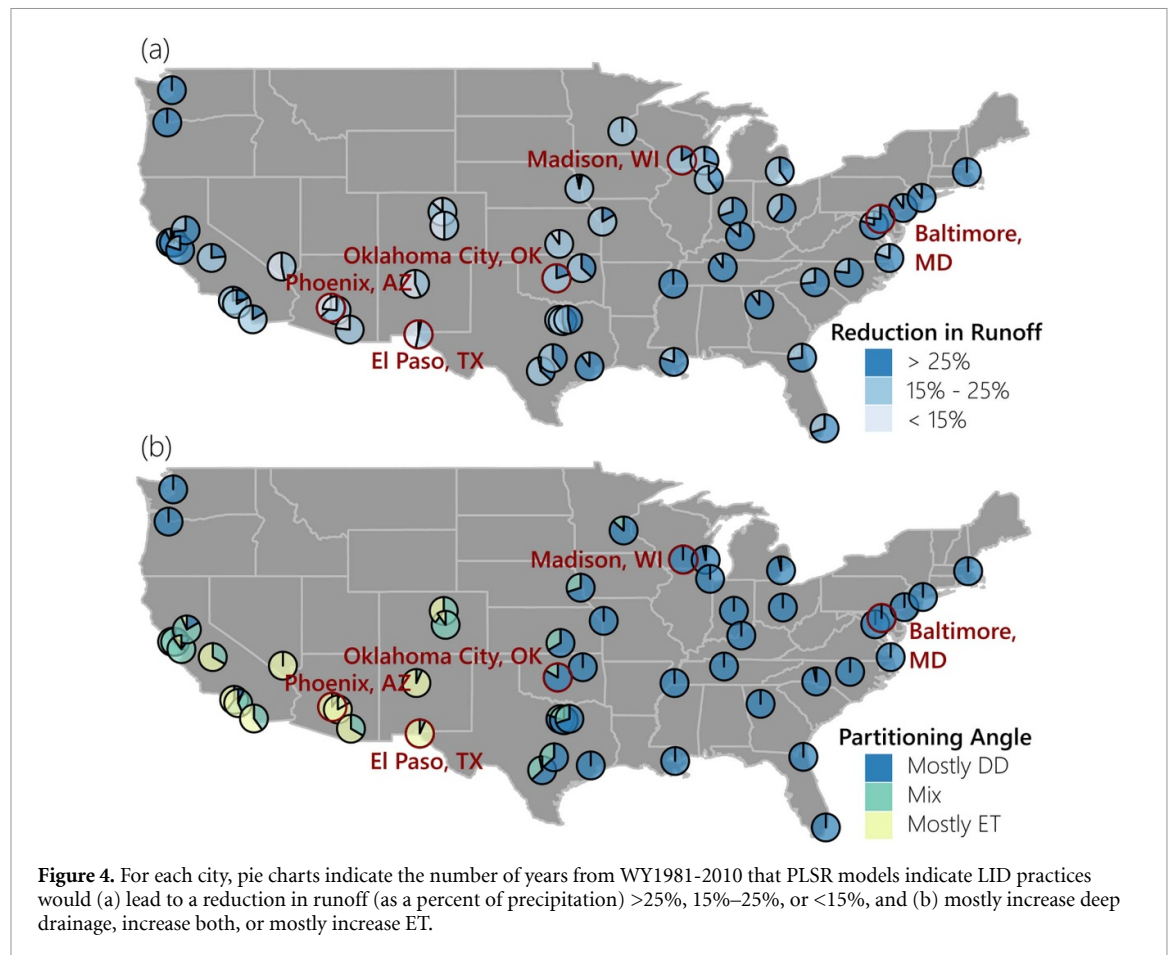 (a)
Madison, WI
Oklahoma City, OK
Phoenix, AZ
El Paso, TX
Baltimore,
MD
Reduction in Runoff
> 25%
15% - 25%
< 15%
(b)
Madison, WI
Oklahoma City, OK
Phoenix, AZ
El Paso, TX
Baltimore,
MD
Partitioning Angle
Mostly DD
Mix
Mostly ET
Figure 4. For each city, pie charts indicate the number of years from WY1981-2010 that PLSR models indicate LID practices
would (a) lead to a reduction in runoff (as a percent of precipitation) >25%, 15%–25%, or <15%, and (b) mostly increase deep
drainage, increase both, or mostly increase ET.